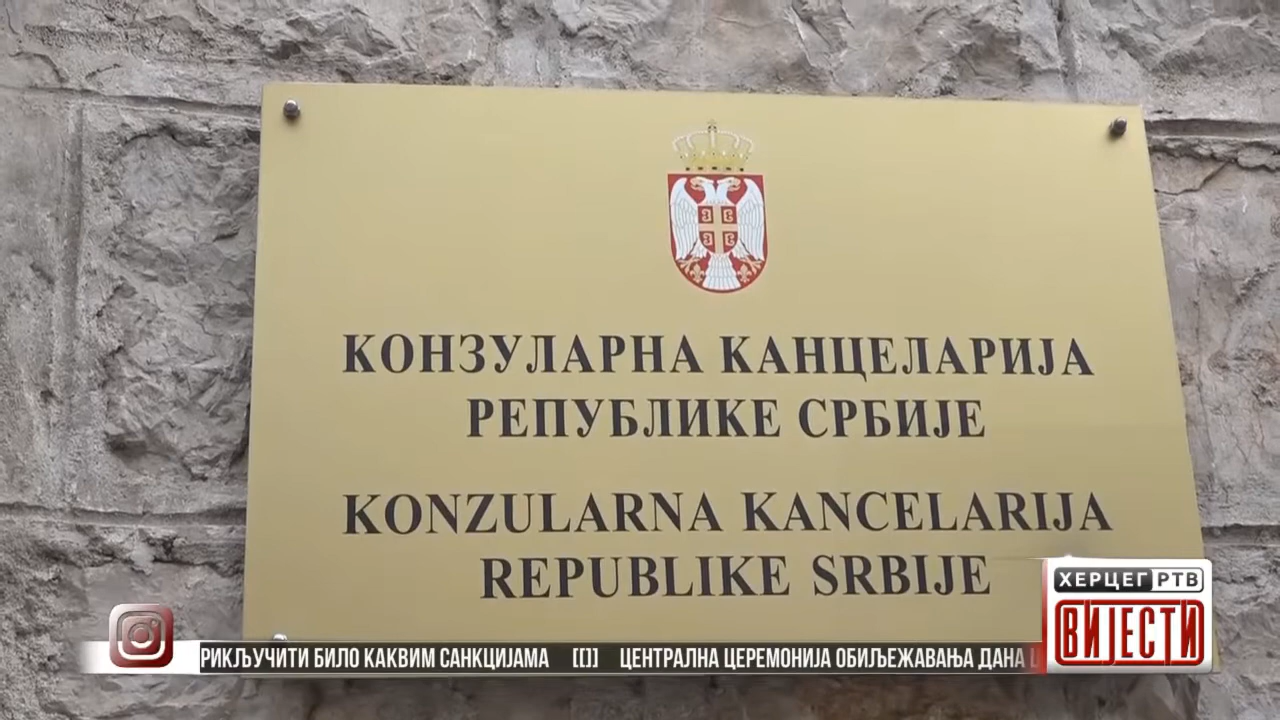 КОНЗУЛАРНА КАНЦЕЛАРИЈА
РЕПУБЛИКЕ СРБИЈЕ
KONZULARNA KANCELARIJA
REPUBLIKE SRBIJE
ХЕРЦЕГ РТВ
ВИЈЕСТИ
РИКЉУЧИТИ БИЛО КАКВИМ САНКЦИЈАМА [[]] ЦЕНТРАЛНА ЦЕРЕМОНИЈА ОБИЉЕЖАВАЊА ДАНА